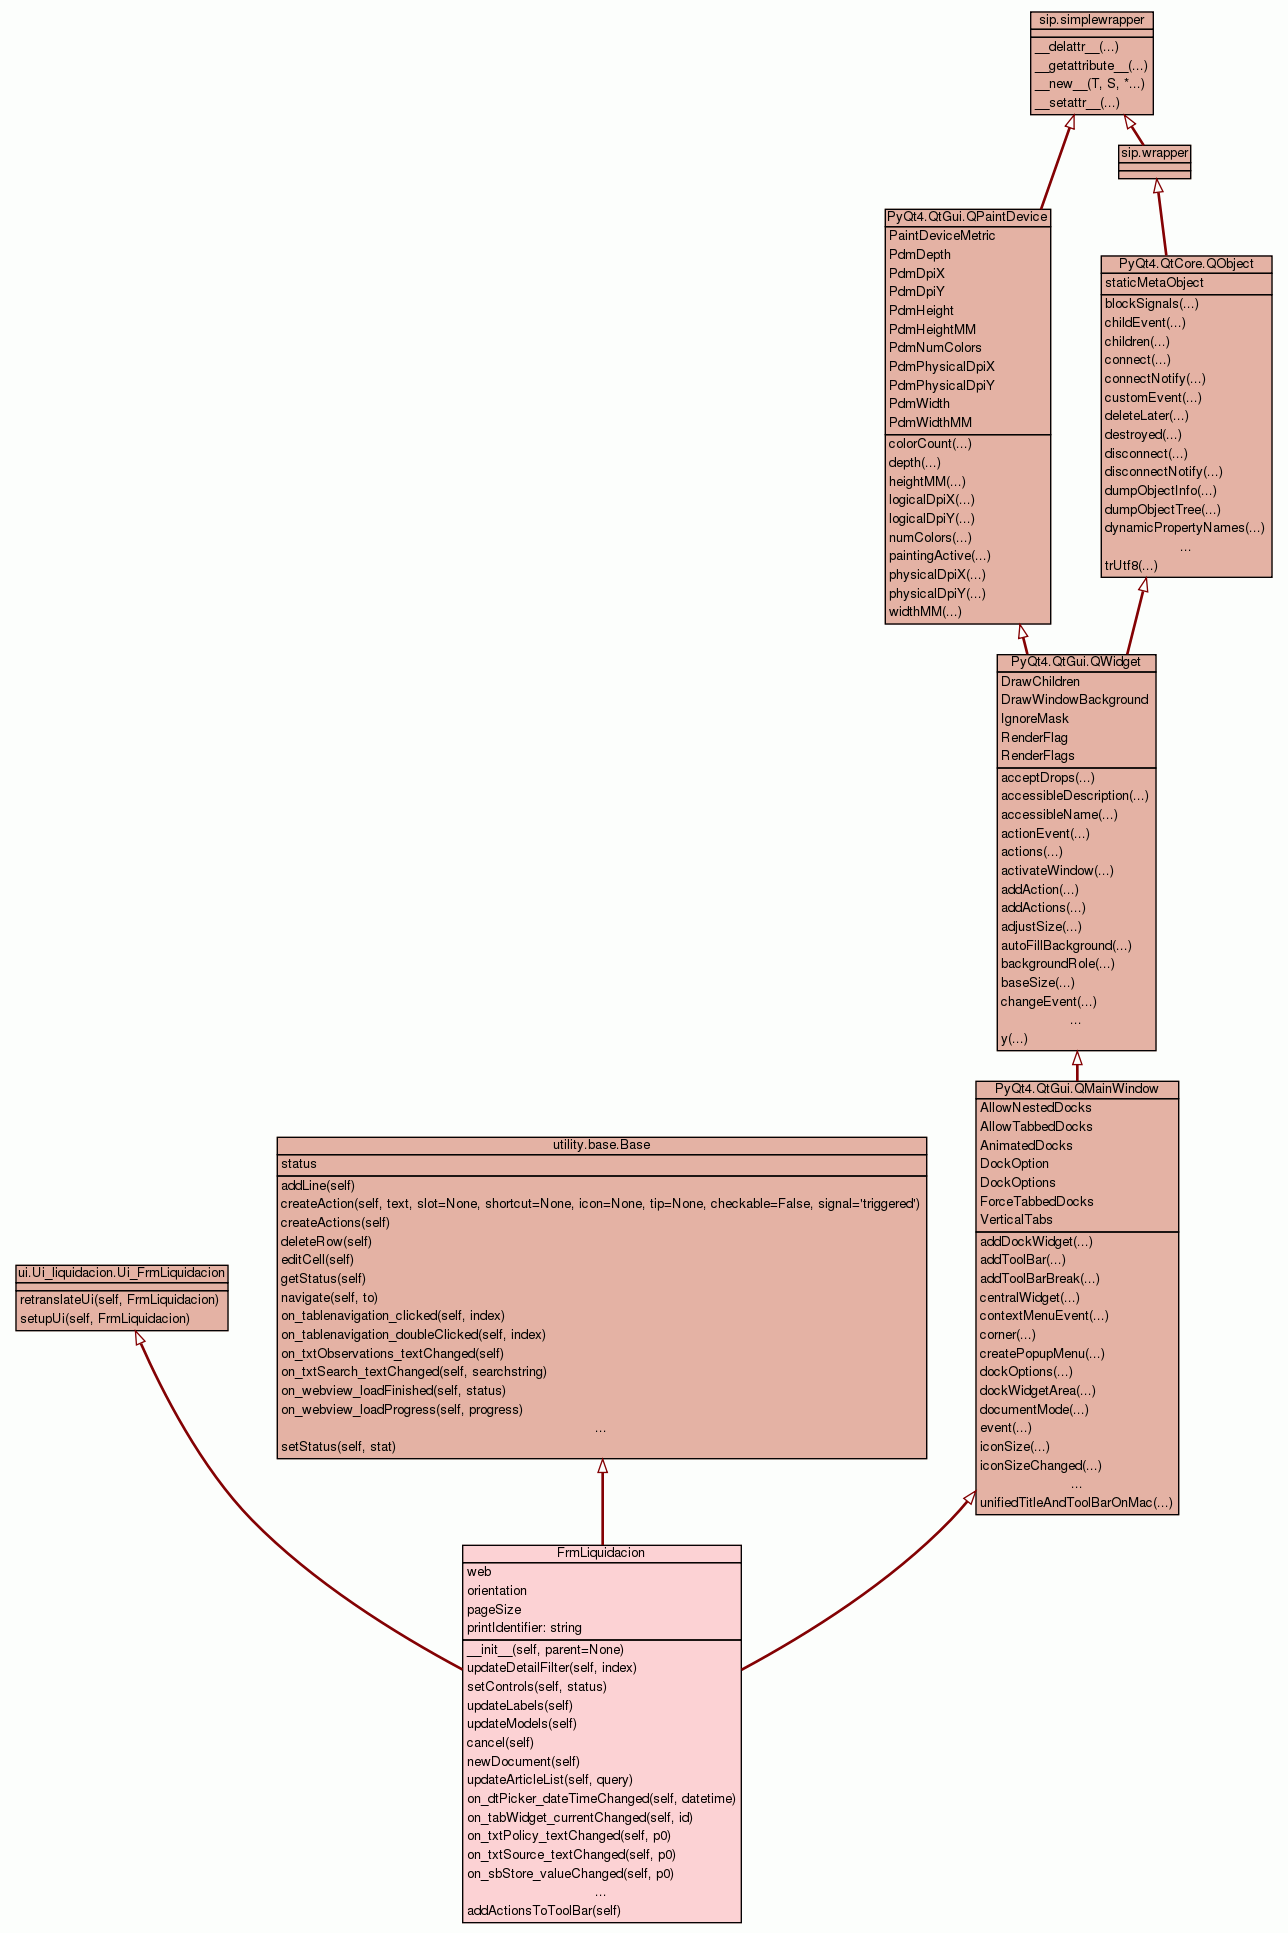 sip.simplewrapper
__delattr__(...)
__getattribute__(...)
__new__(T, S, *...)
__setattr__(...)
sip.wrapper
PyQt4.QtGui.QPaintDevice
PaintDeviceMetric
PdmDepth
PdmDpiX
PdmDpiY
PdmHeight
PdmHeightMM
PdmNumColors
PdmPhysicalDpiX
PdmPhysicalDpiY
PdmWidth
PdmWidthMM
colorCount(...)
depth(...)
heightMM(...)
logicalDpiX(...)
logicalDpiY(...)
numColors(...)
paintingActive(...)
physicalDpiX(...)
physicalDpiY(...)
widthMM(...)
PyQt4.QtCore.QObject
staticMetaObject
blockSignals(...)
childEvent(...)
children(...)
connect(...)
connectNotify(...)
customEvent(...)
deleteLater(...)
destroyed(...)
disconnect(...)
disconnectNotify(...)
dumpObjectInfo(...)
dumpObjectTree(...)
dynamicPropertyNames(...)
...
trUtf8(...)
PyQt4.QtGui.QWidget
DrawChildren
DrawWindowBackground
IgnoreMask
RenderFlag
RenderFlags
acceptDrops(...)
accessibleDescription(...)
accessibleName(...)
actionEvent(...)
actions(...)
activateWindow(...)
addAction(...)
addActions(...)
adjustSize(...)
autoFillBackground(...)
backgroundRole(...)
baseSize(...)
changeEvent(...)
...
y(...)
PyQt4.QtGui.QMainWindow
AllowNestedDocks
AllowTabbedDocks
AnimatedDocks
DockOption
DockOptions
ForceTabbedDocks
VerticalTabs
addDockWidget(...)
addToolBar(...)
addToolBarBreak(...)
centralWidget(...)
contextMenuEvent(...)
corner(...)
createPopupMenu(...)
dockOptions(...)
dockWidgetArea(...)
documentMode(...)
event(...)
iconSize(...)
iconSizeChanged(...)
...
unifiedTitleAndToolBarOnMac(...)
utility.base.Base
status
addLine(self)
createAction(self, text, slot=None, shortcut=None, icon=None, tip=None, checkable=False, signal='triggered')
createActions(self)
deleteRow(self)
editCell(self)
getStatus(self)
navigate(self, to)
on_tablenavigation_clicked(self, index)
on_tablenavigation_doubleClicked(self, index)
on_txtObservations_textChanged(self)
on_txtSearch_textChanged(self, searchstring)
on_webview_loadFinished(self, status)
on_webview_loadProgress(self, progress)
...
setStatus(self, stat)
ui.Ui_liquidacion.Ui_FrmLiquidacion
retranslateUi(self, FrmLiquidacion)
setupUi(self, FrmLiquidacion)
FrmLiquidacion
web
orientation
pageSize
printIdentifier: string
__init__(self, parent=None)
updateDetailFilter(self, index)
setControls(self, status)
updateLabels(self)
updateModels(self)
cancel(self)
newDocument(self)
updateArticleList(self, query)
on_dtPicker_dateTimeChanged(self, datetime)
on_tabWidget_currentChanged(self, id)
on_txtPolicy_textChanged(self, p0)
on_txtSource_textChanged(self, p0)
on_sbStore_valueChanged(self, p0)
...
addActionsToToolBar(self)